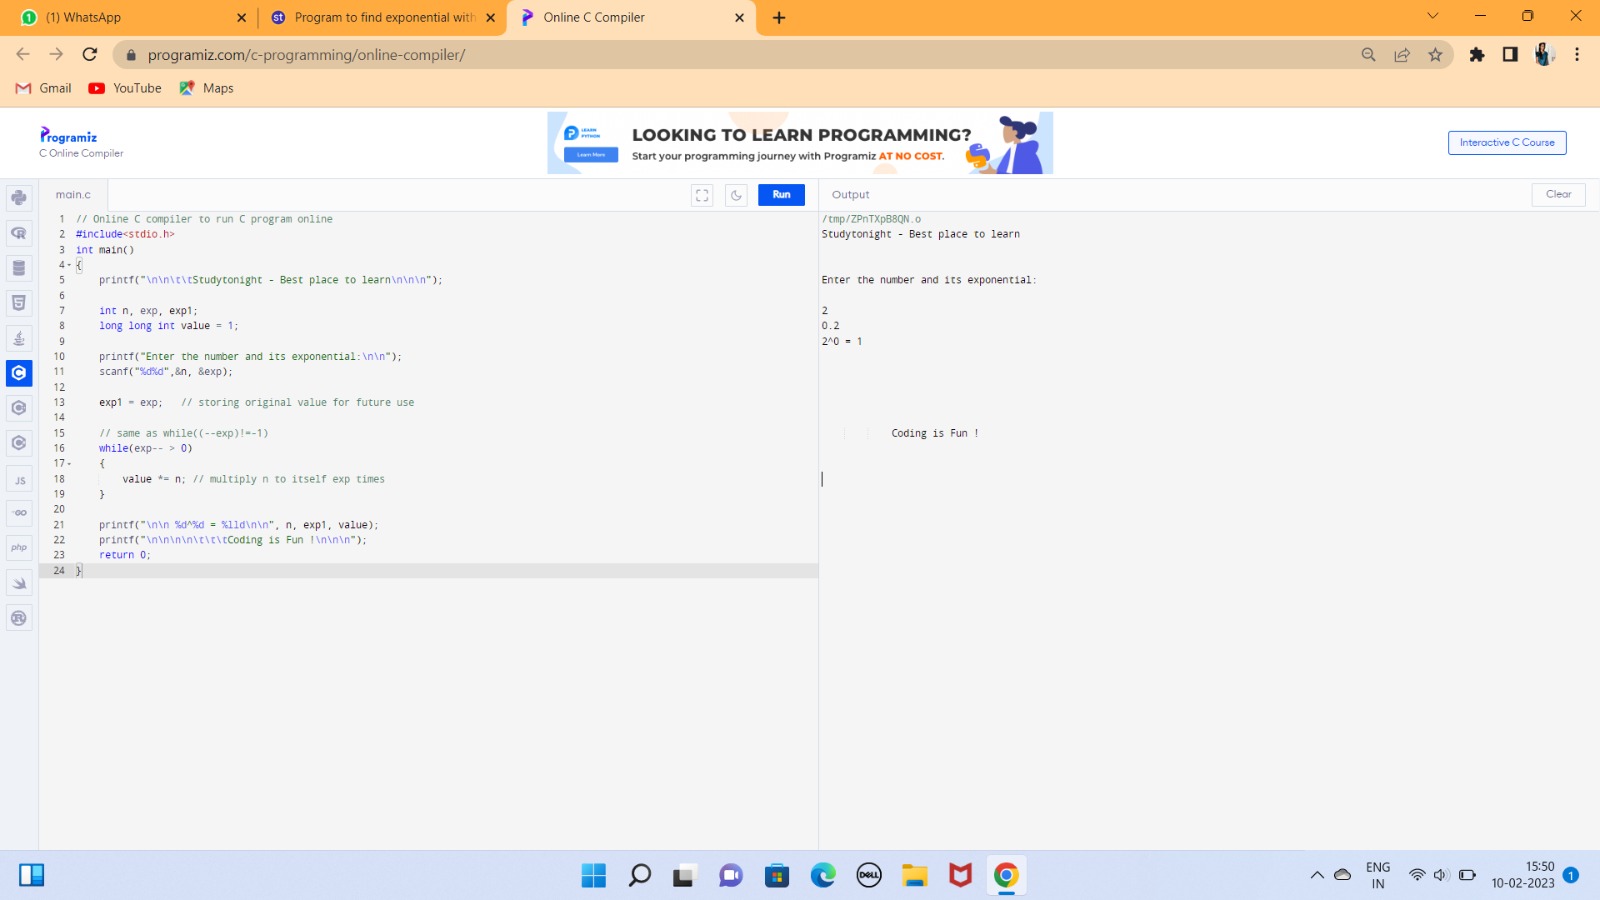 (1) WhatsApp
st Program to find exponential with
Online C Compiler
programiz.com/c-programming/online-compiler/
Gmail
YouTube
Maps
Programiz
C Online Compiler
LEARN
PYTHON
Learn More
LOOKING TO LEARN PROGRAMMING?
Start your programming journey with Programiz AT NO COST.
Interactive C Course
main.c
Run
Output
Clear
1 // Online C compiler to run C program online
2 #include<stdio.h>
3 int main()
4 {
5 printf("\n\n\t\tStudytonight - Best place to learn\n\n\n");
6
7 int n, exp, exp1;
8 long long int value = 1;
9
10 printf("Enter the number and its exponential:\n\n");
11 scanf("%d%d",&n, &exp);
12
13 exp1 = exp;   // storing original value for future use
14
15 // same as while((--exp)!=-1)
16 while(exp-- > 0)
17 {
18 value *= n; // multiply n to itself exp times
19 }
20
21 printf("\n\n %d^%d = %lld\n\n", n, exp1, value);
22 printf("\n\n\n\n\t\t\tCoding is Fun !\n\n\n");
23 return 0;
24 }
/tmp/ZPnTXpB8QN.o
Studytonight - Best place to learn
Enter the number and its exponential:
2
0.2
2^0 = 1
Coding is Fun !
JS
GO
php
DELL
ENG
IN
15:50
10-02-2023
1